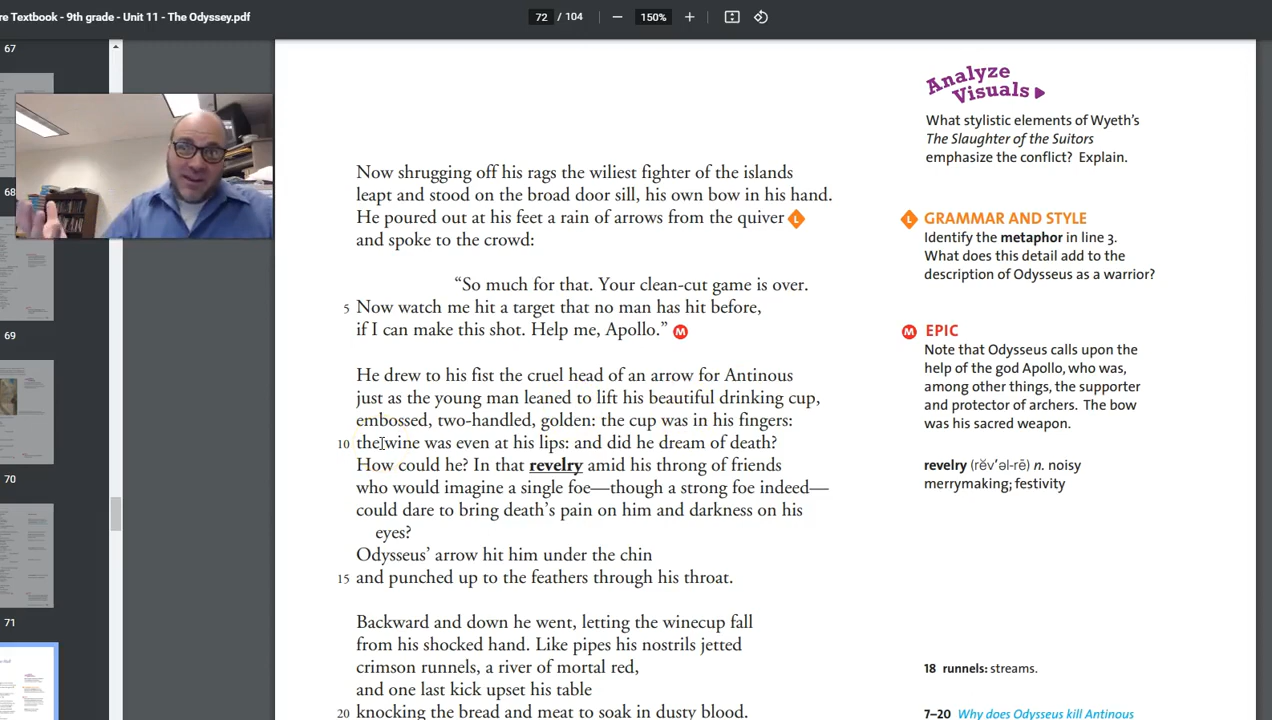 re Textbook - 9th grade - Unit 11 - The Odyssey.pdf
72 / 104
150%
67
68
69
70
71
Now shrugging off his rags the wiliest fighter of the islands
leapt and stood on the broad door sill, his own bow in his hand.
He poured out at his feet a rain of arrows from the quiver L
and spoke to the crowd:
“So much for that. Your clean-cut game is over.
5 Now watch me hit a target that no man has hit before,
if I can make this shot. Help me, Apollo.” M
He drew to his fist the cruel head of an arrow for Antinous
just as the young man leaned to lift his beautiful drinking cup,
embossed, two-handled, golden: the cup was in his fingers:
10 the wine was even at his lips: and did he dream of death?
How could he? In that revelry amid his throng of friends
who would imagine a single foe—though a strong foe indeed—
could dare to bring death’s pain on him and darkness on his
eyes?
Odysseus’ arrow hit him under the chin
15 and punched up to the feathers through his throat.
Backward and down he went, letting the winecup fall
from his shocked hand. Like pipes his nostrils jetted
crimson runnels, a river of mortal red,
and one last kick upset his table
20 knocking the bread and meat to soak in dusty blood.
Analyze
Visuals
What stylistic elements of Wyeth’s
The Slaughter of the Suitors
emphasize the conflict? Explain.
L GRAMMAR AND STYLE
Identify the metaphor in line 3.
What does this detail add to the
description of Odysseus as a warrior?
M EPIC
Note that Odysseus calls upon the
help of the god Apollo, who was,
among other things, the supporter
and protector of archers. The bow
was his sacred weapon.
revelry (rĕv′əl-rē) n. noisy
merrymaking; festivity
18 runnels: streams.
7–20 Why does Odysseus kill Antinous